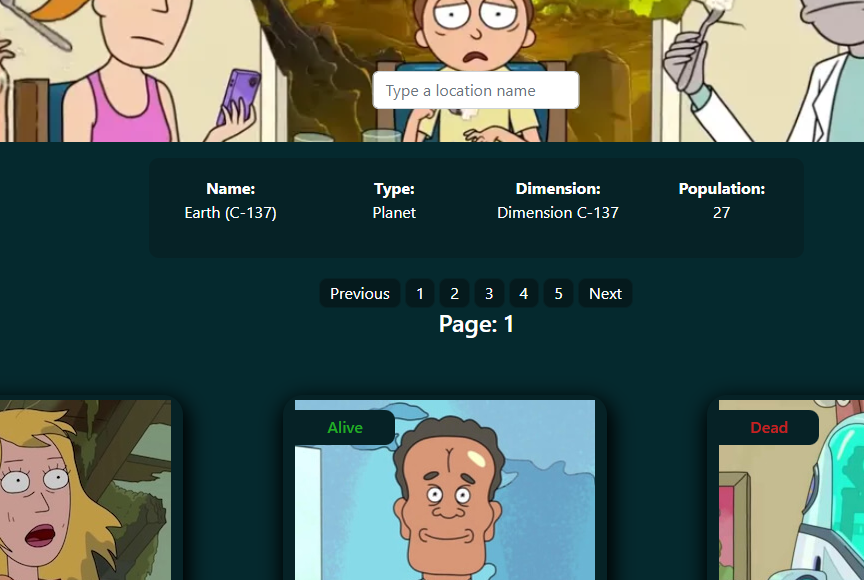 Type a location name
Name: Type: Dimension: Population:
Earth (C-137) Planet Dimension C-137 27
Previous 1 2 3 4 5 Next
Page: 1
Alive Dead